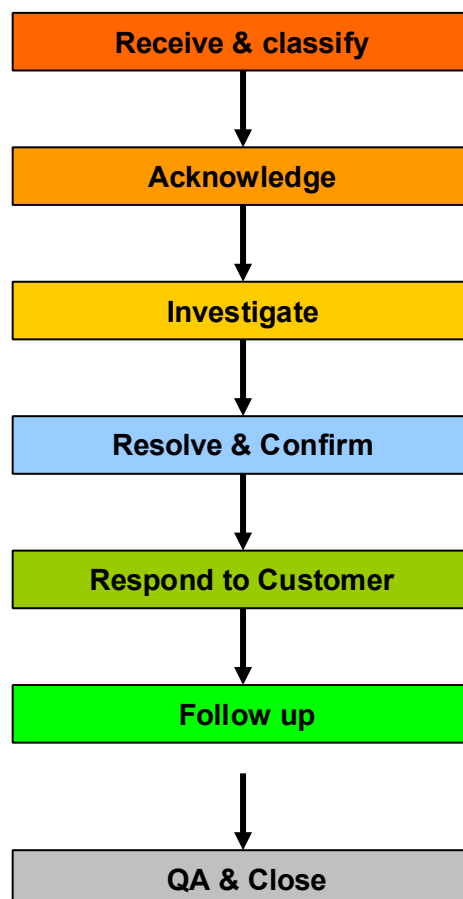 Receive & classify
Acknowledge
Investigate
Resolve & Confirm
Respond to Customer
Follow up
QA & Close